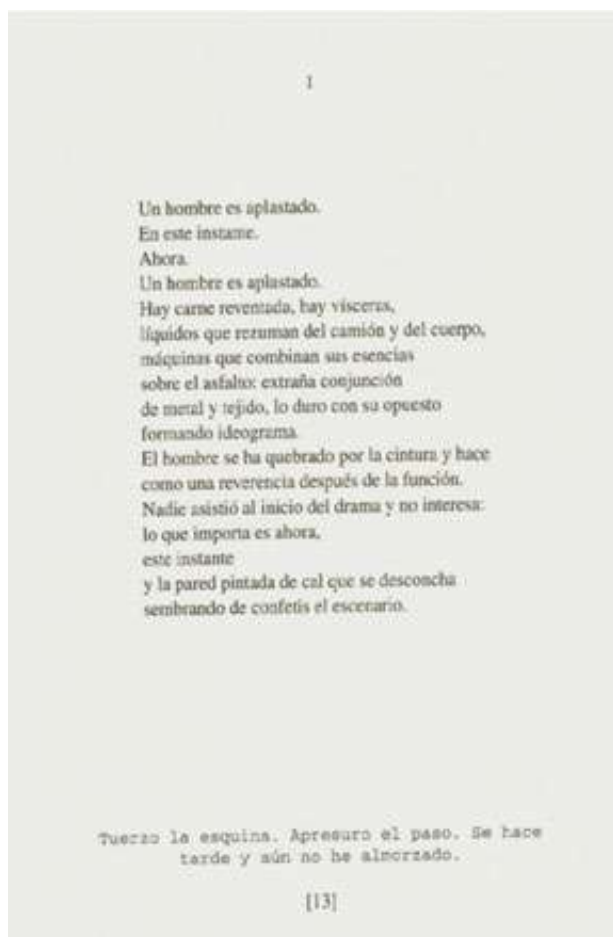 1
Un hombre es aplastado.
En este instante.
Ahora.
Un hombre es aplastado.
Hay carne reventada, hay vísceras,
líquidos que rezuman del camión y del cuerpo,
máquinas que combinan sus esencias
sobre el asfalto: extraña conjunción
de metal y tejido, lo duro con su opuesto
formando ideograma.
El hombre se ha quebrado por la cintura y hace
como una reverencia después de la función.
Nadie asistió al inicio del drama y no interesa:
lo que importa es ahora,
este instante
y la pared pintada de cal que se desconcha
sembrando de confetis el escenario.
Tuerzo la esquina. Apresuro el paso. Se hace
tarde y aún no he almorzado.
[13]